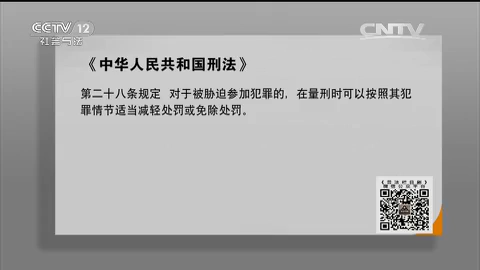 CCTV 12
社会与法
CNTV
《中华人民共和国刑法》
第二十八条规定 对于被胁迫参加犯罪的，在量刑时可以按照其犯
罪情节适当减轻处罚或免除处罚。